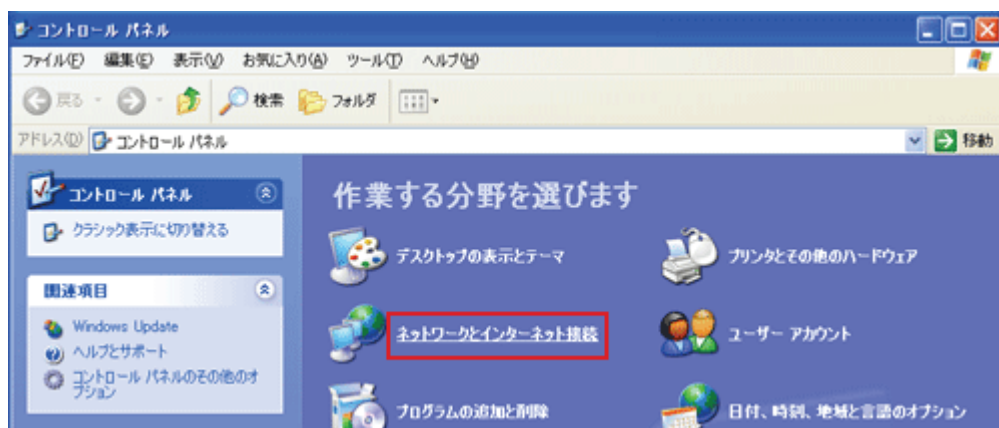 コントロール パネル
ファイル(F) 編集(E) 表示(V) お気に入り(A) ツール(T) ヘルプ(H)
戻る 検索 フォルダ
アドレス(D) コントロール パネル 移動
コントロール パネル
クラシック表示に切り替える
関連項目
Windows Update
ヘルプとサポート
コントロール パネルのその他のオ
プション
作業する分野を選びます
デスクトップの表示とテーマ
プリンタとその他のハードウェア
ネットワークとインターネット接続
ユーザー アカウント
プログラムの追加と削除
日付、時刻、地域と言語のオプション